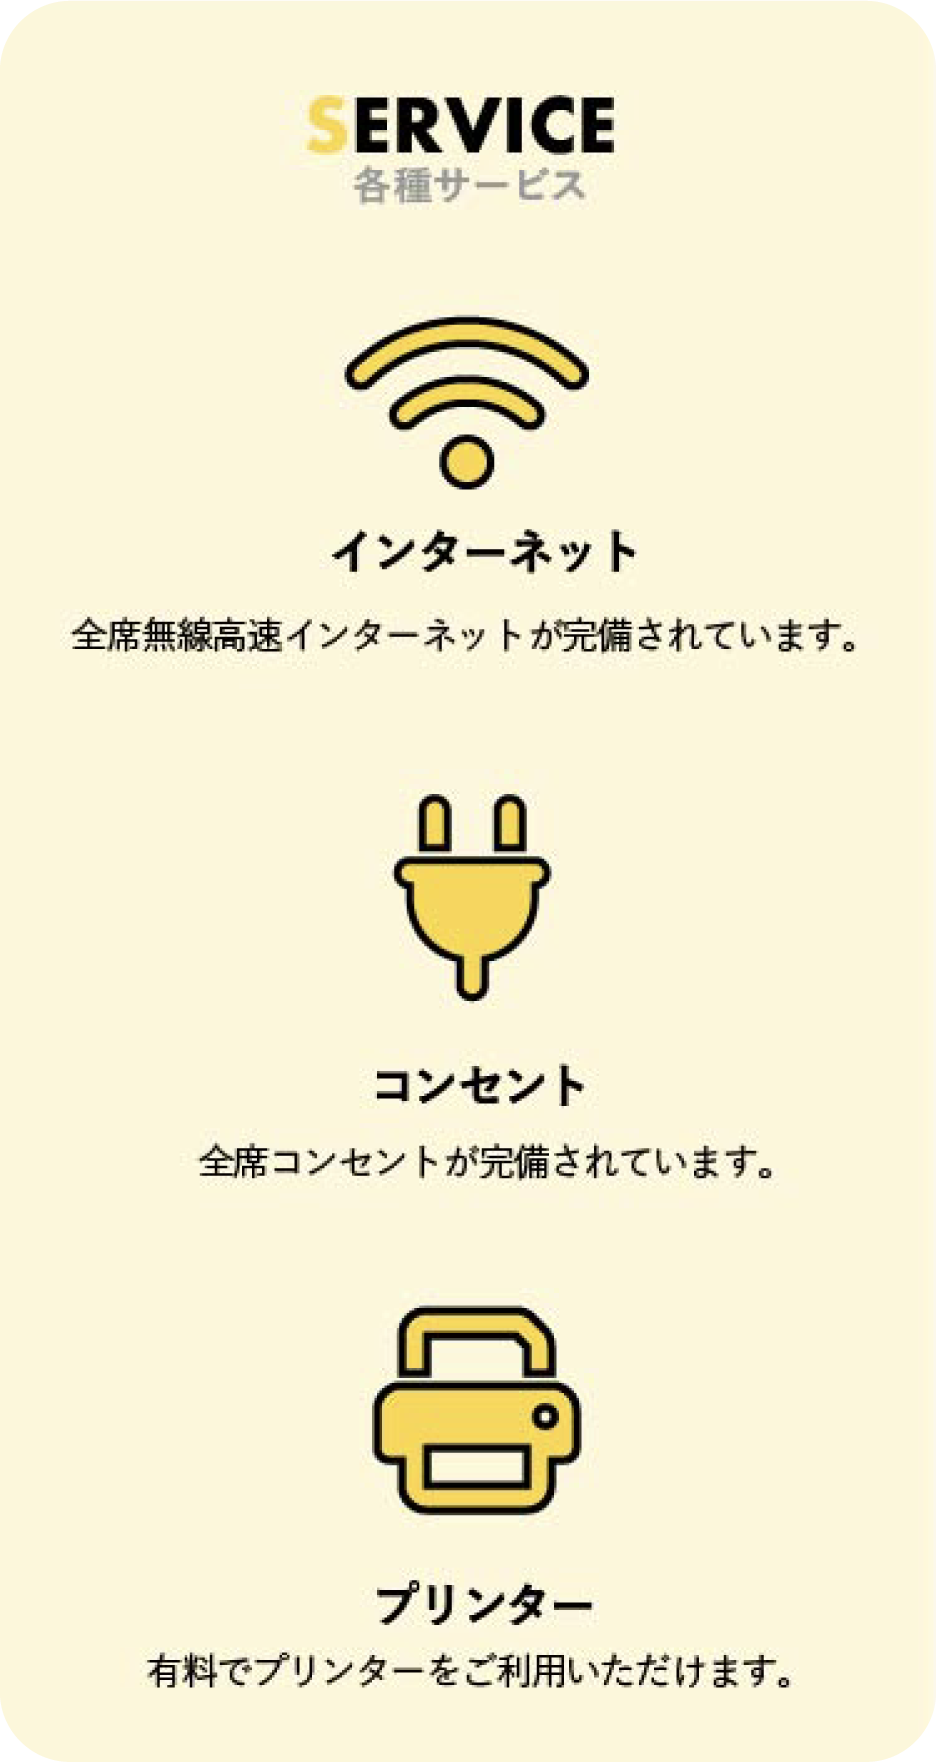 SERVICE
各種サービス
インターネット
全席無線高速インターネットが完備されています。
コンセント
全席コンセントが完備されています。
プリンター
有料でプリンターをご利用いただけます。